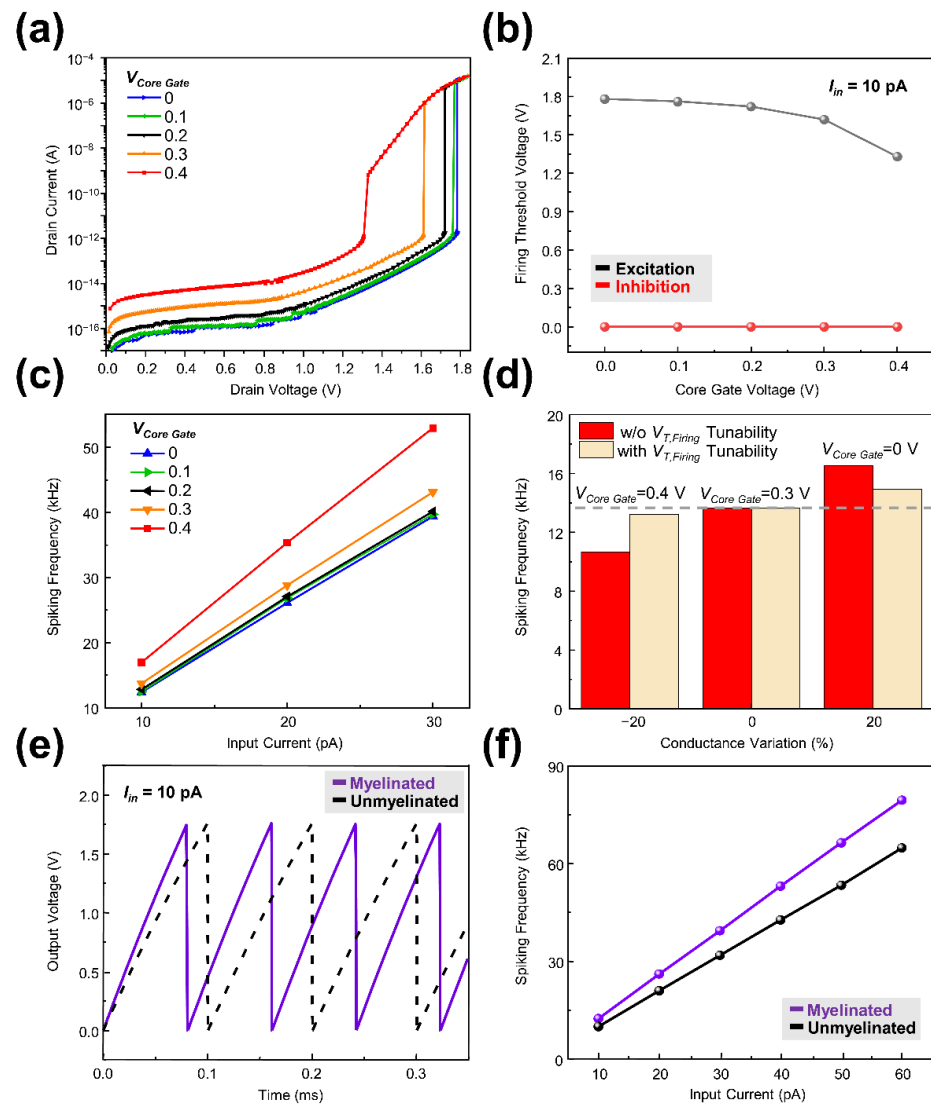 (a)
V_Core Gate
0
0.1
0.2
0.3
0.4
10⁻⁴
10⁻⁶
10⁻⁸
10⁻¹⁰
10⁻¹²
10⁻¹⁴
10⁻¹⁶
Drain Current (A)
0.0 0.2 0.4 0.6 0.8 1.0 1.2 1.4 1.6 1.8
Drain Voltage (V)
(b)
I_in = 10 pA
2.1
1.8
1.5
1.2
0.9
0.6
0.3
0.0
Firing Threshold Voltage (V)
Excitation
Inhibition
0.0 0.1 0.2 0.3 0.4
Core Gate Voltage (V)
(c)
V_Core Gate
0
0.1
0.2
0.3
0.4
50
40
30
20
10
Spiking Frequency (kHz)
10 20 30
Input Current (pA)
(d)
w/o V_T,Firing Tunability
with V_T,Firing Tunability
V_Core Gate=0 V
V_Core Gate=0.4 V V_Core Gate=0.3 V
20
16
12
8
4
0
Spiking Frequnecy (kHz)
−20 0 20
Conductance Variation (%)
(e)
I_in = 10 pA
Myelinated
Unmyelinated
2.0
1.5
1.0
0.5
0.0
Output Voltage (V)
0.0 0.1 0.2 0.3
Time (ms)
(f)
90
60
30
0
Spiking Frequency (kHz)
Myelinated
Unmyelinated
10 20 30 40 50 60
Input Current (pA)